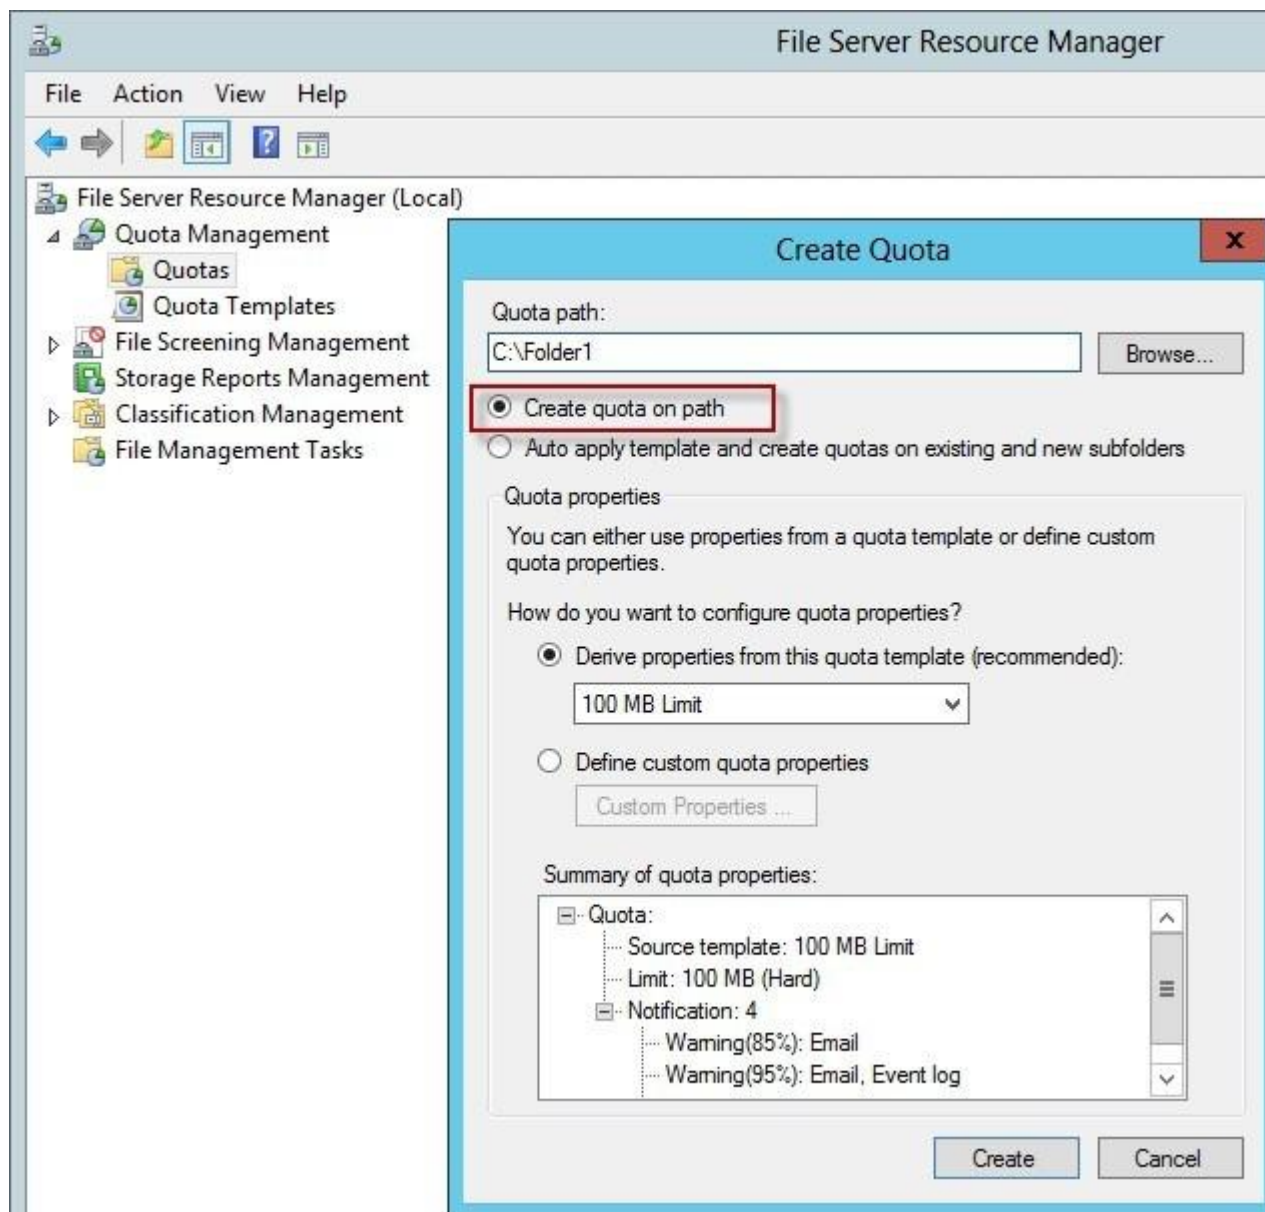 File Server Resource Manager
File Action View Help
File Server Resource Manager (Local)
Quota Management
Quotas
Quota Templates
File Screening Management
Storage Reports Management
Classification Management
File Management Tasks
Create Quota
x
Quota path:
C:\Folder1
Browse...
Create quota on path
Auto apply template and create quotas on existing and new subfolders
Quota properties
You can either use properties from a quota template or define custom
quota properties.
How do you want to configure quota properties?
Derive properties from this quota template (recommended):
100 MB Limit
Define custom quota properties
Custom Properties ...
Summary of quota properties:
Quota:
Source template: 100 MB Limit
Limit: 100 MB (Hard)
Notification: 4
Warning(85%): Email
Warning(95%): Email, Event log
Create Cancel